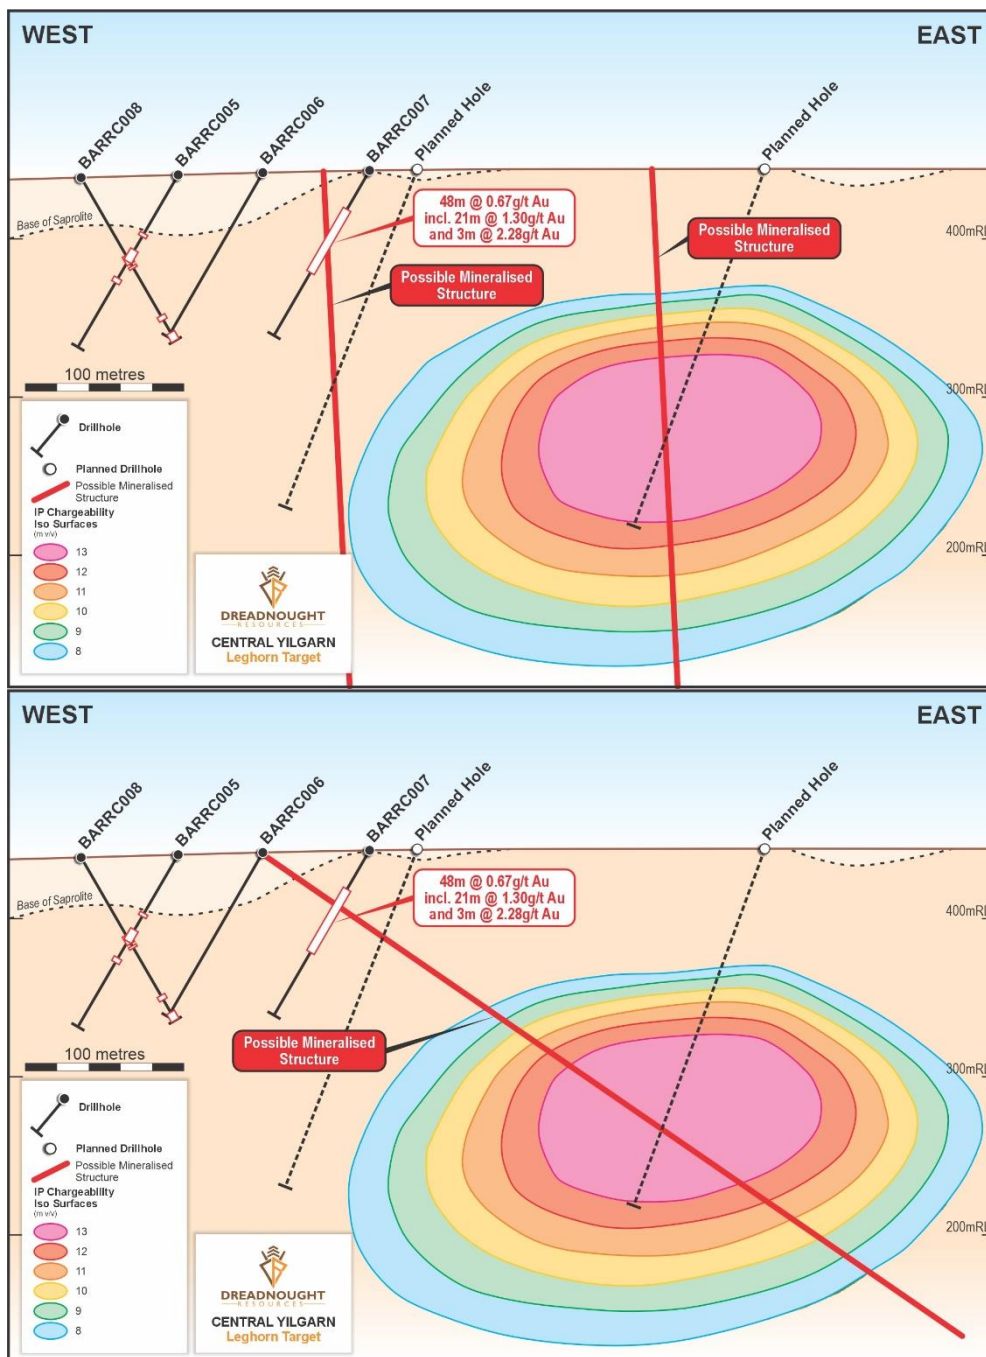 WEST
EAST
BARRC008
BARRC005
BARRC006
BARRC007
Planned Hole
Planned Hole
Base of Saprolite
48m @ 0.67g/t Au
incl. 21m @ 1.30g/t Au
and 3m @ 2.28g/t Au
Possible Mineralised
Structure
Possible Mineralised
Structure
400mRL
300mRL
200mRL
100 metres
Drillhole
Planned Drillhole
Possible Mineralised
Structure
IP Chargeability
Iso Surfaces
(m v/v)
13
12
11
10
9
8
DREADNOUGHT
RESOURCES
CENTRAL YILGARN
Leghorn Target
WEST
EAST
BARRC008
BARRC005
BARRC006
BARRC007
Planned Hole
Planned Hole
Base of Saprolite
48m @ 0.67g/t Au
incl. 21m @ 1.30g/t Au
and 3m @ 2.28g/t Au
Possible Mineralised
Structure
400mRL
300mRL
200mRL
100 metres
Drillhole
Planned Drillhole
Possible Mineralised
Structure
IP Chargeability
Iso Surfaces
(m v/v)
13
12
11
10
9
8
DREADNOUGHT
RESOURCES
CENTRAL YILGARN
Leghorn Target